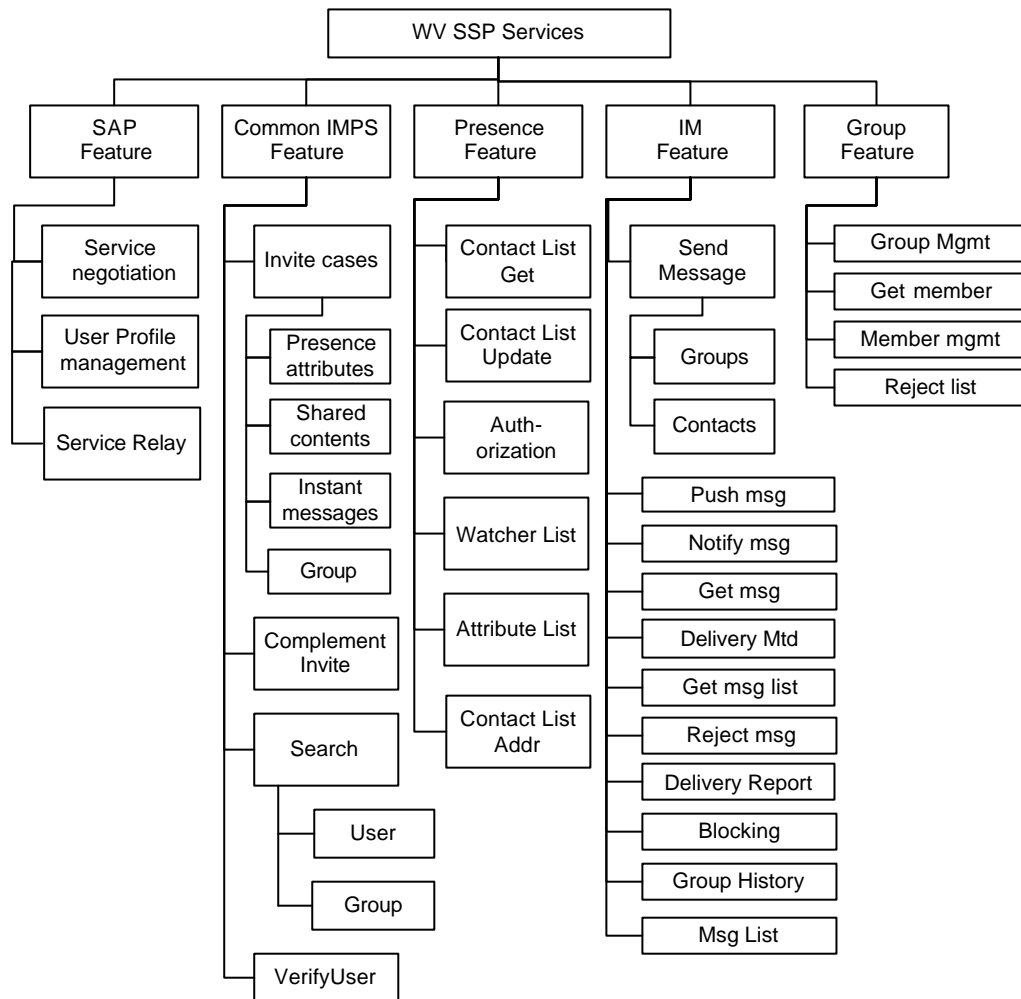 WV SSP Services
SAP
Feature
Service
negotiation
User Profile
management
Service Relay
Common IMPS
Feature
Invite cases
Presence
attributes
Shared
contents
Instant
messages
Group
Complement
Invite
Search
User
Group
VerifyUser
Presence
Feature
Contact List
Get
Contact List
Update
Auth-
orization
Watcher List
Attribute List
Contact List
Addr
IM
Feature
Send
Message
Groups
Contacts
Push msg
Notify msg
Get msg
Delivery Mtd
Get msg list
Reject msg
Delivery Report
Blocking
Group History
Msg List
Group
Feature
Group Mgmt
Get member
Member mgmt
Reject list